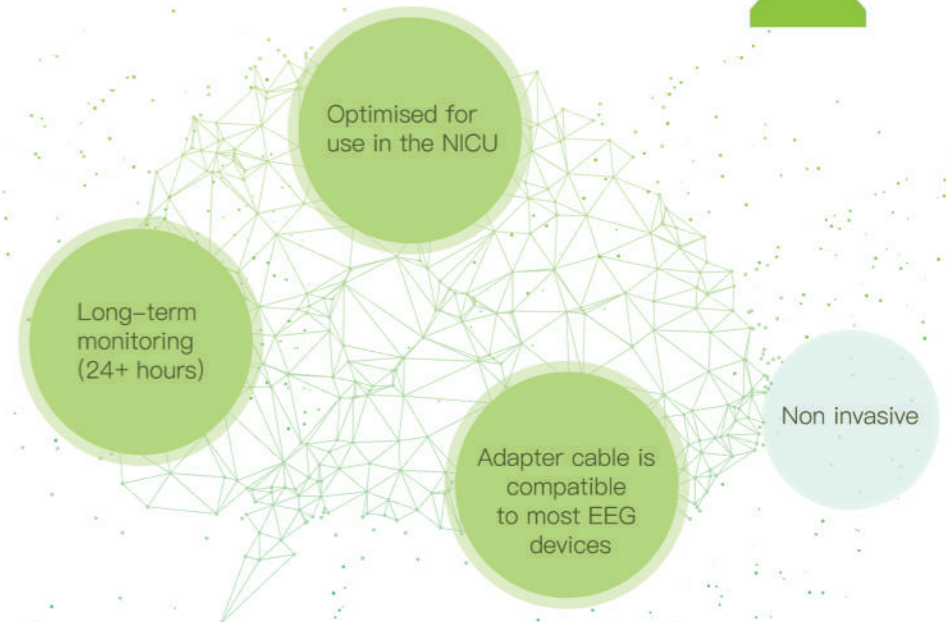 Optimised for
use in the NICU
Long-term
monitoring
(24+ hours)
Non invasive
Adapter cable is
compatible
to most EEG
devices